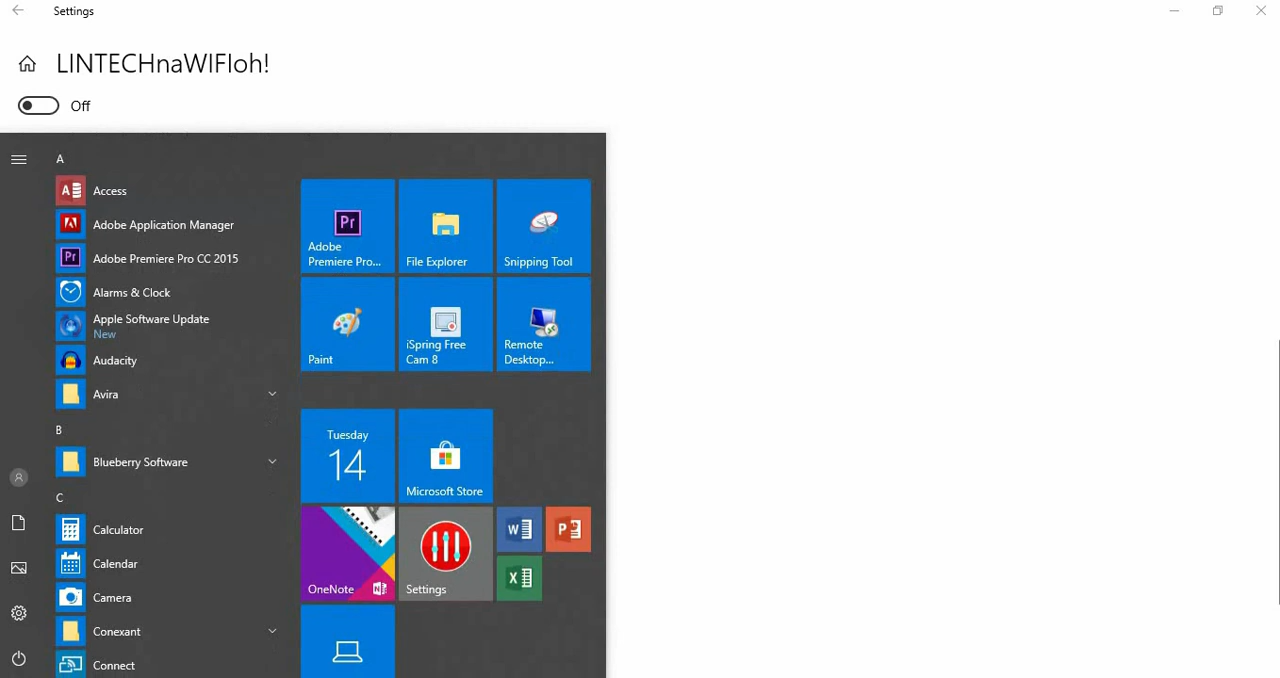 Settings
LINTECHnaWIFIoh!
Off
A
Access
Adobe Application Manager
Adobe Premiere Pro CC 2015
Alarms & Clock
Apple Software Update
New
Audacity
Avira
B
Blueberry Software
C
Calculator
Calendar
Camera
Conexant
Connect
Pr
Adobe
Premiere Pro...
File Explorer
Snipping Tool
Paint
iSpring Free
Cam 8
Remote
Desktop...
Tuesday
14
Microsoft Store
OneNote
Settings